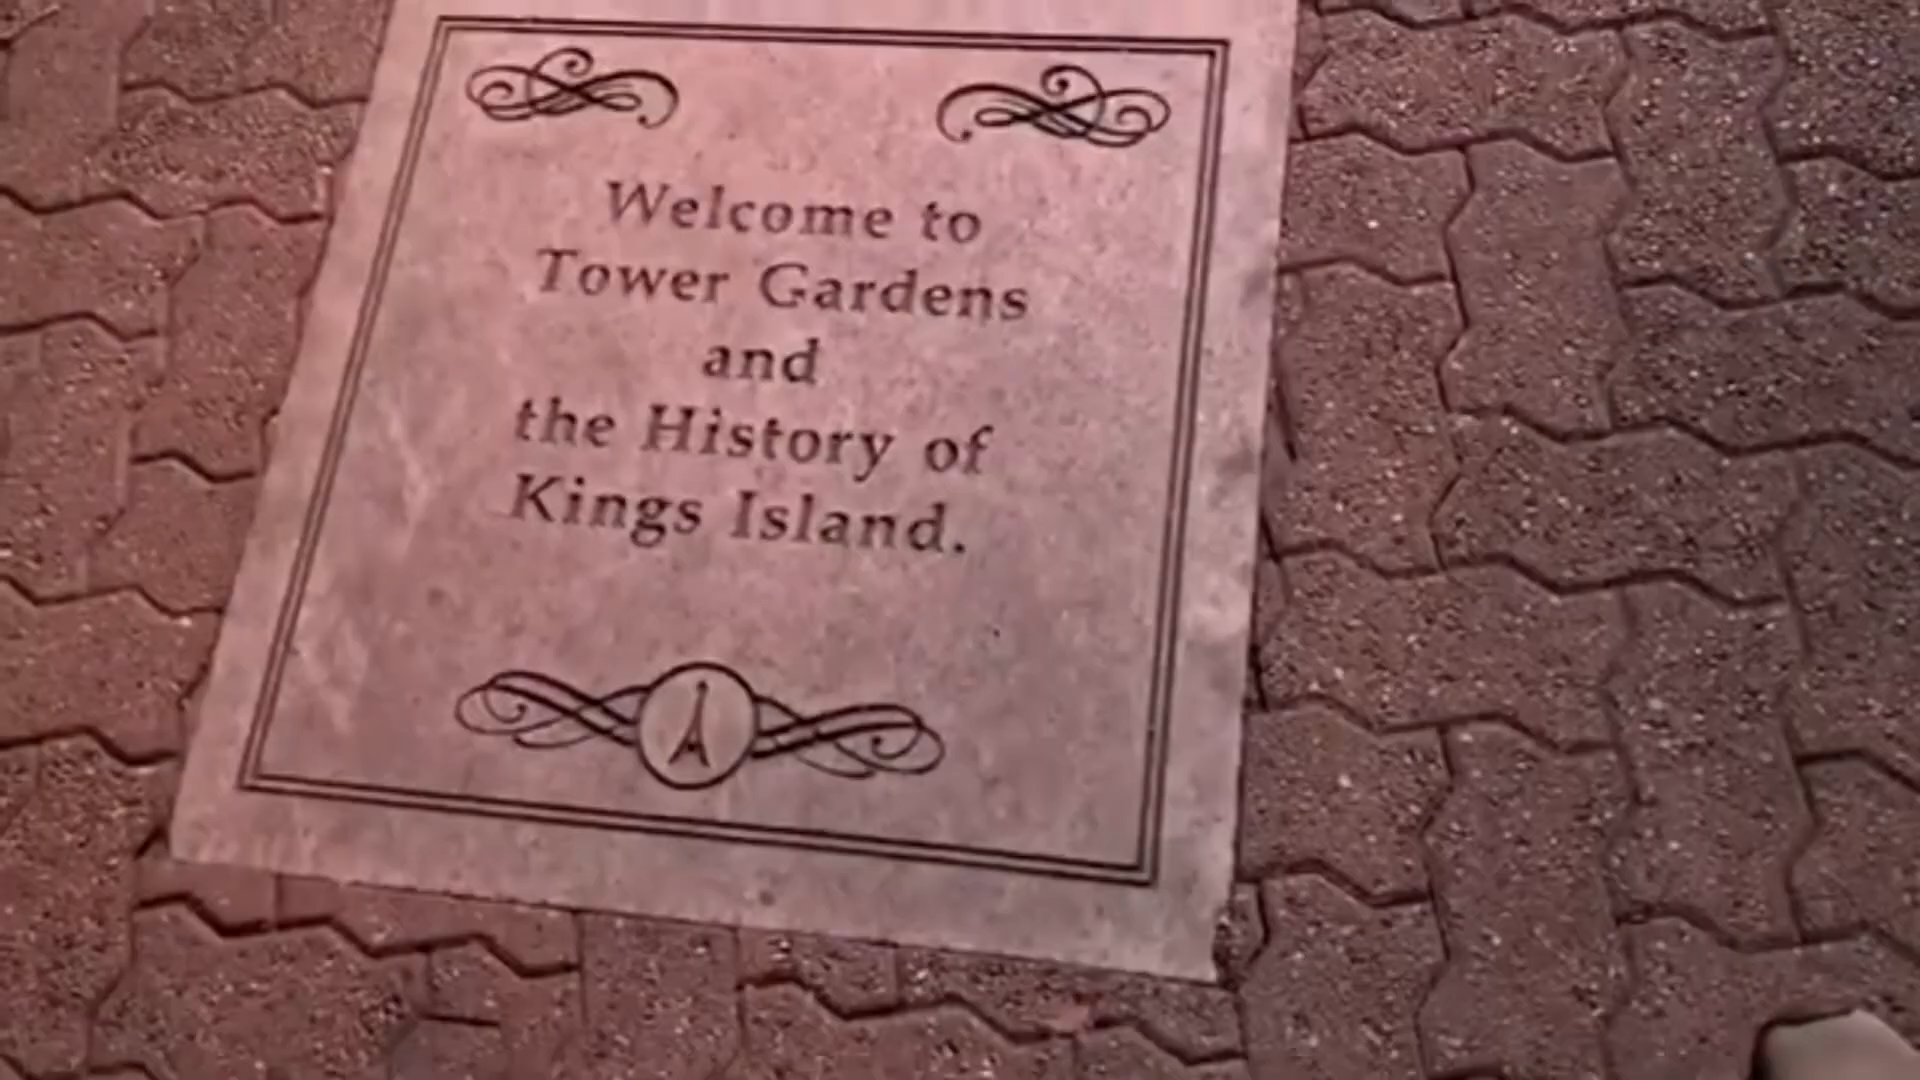 Welcome to
Tower Gardens
and
the History of
Kings Island.